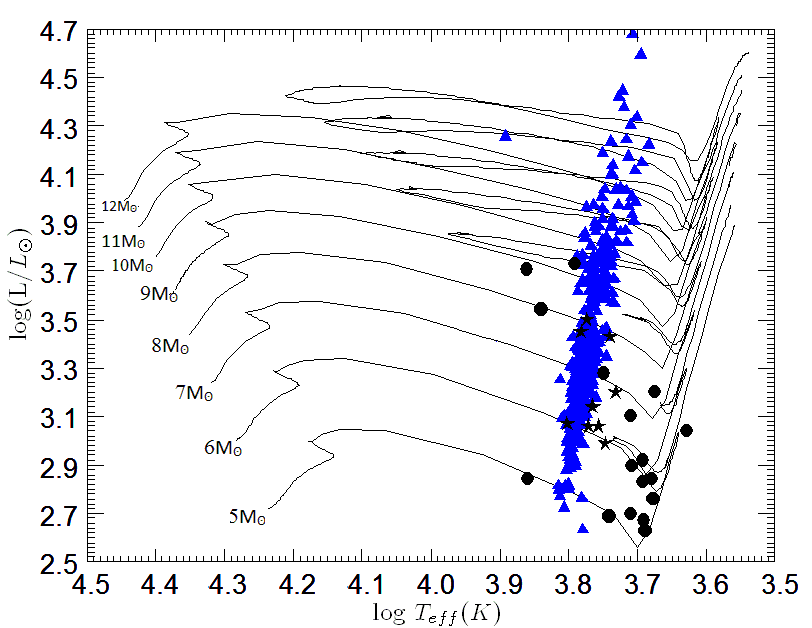 4.7
4.5
4.3
4.1
3.9
3.7
3.5
3.3
3.1
2.9
2.7
2.5
log(L/L⊙)
12M⊙
11M⊙
10M⊙
9M⊙
8M⊙
7M⊙
6M⊙
5M⊙
4.5 4.4 4.3 4.2 4.1 4.0 3.9 3.8 3.7 3.6 3.5
log T_eff(K)